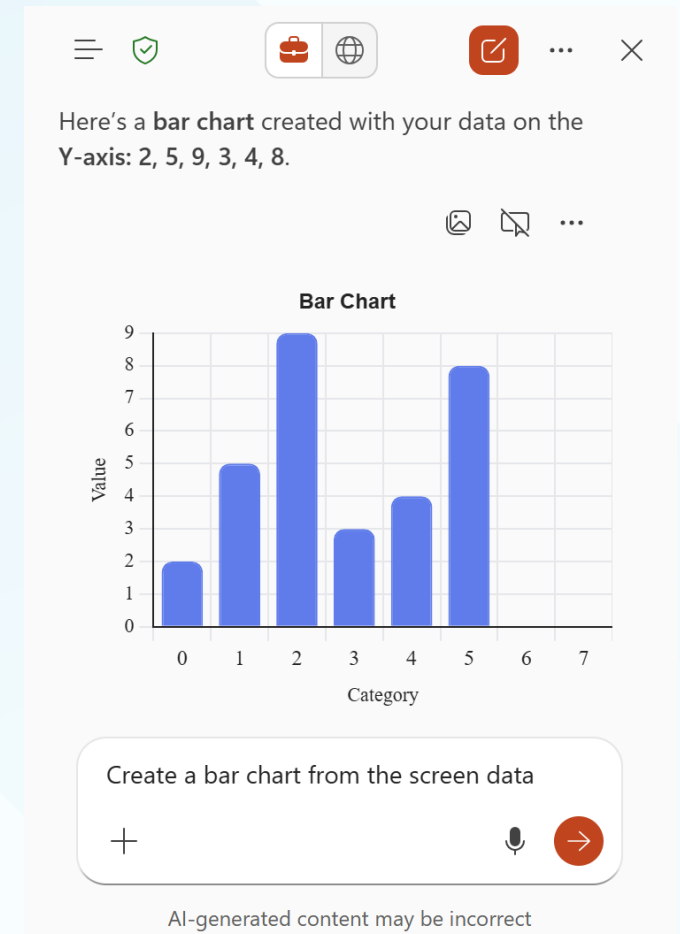 Here’s a bar chart created with your data on the
Y-axis: 2, 5, 9, 3, 4, 8.
Bar Chart
9
8
7
6
5
4
3
2
1
0
Value
0 1 2 3 4 5 6 7
Category
Create a bar chart from the screen data
AI-generated content may be incorrect